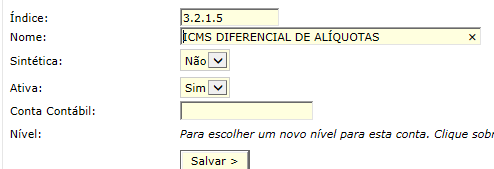 Índice: 3.2.1.5
Nome: ICMS DIFERENCIAL DE ALÍQUOTAS ×
Sintética: Não
Ativa: Sim
Conta Contábil:
Nível: Para escolher um novo nível para esta conta. Clique sobr
Salvar >